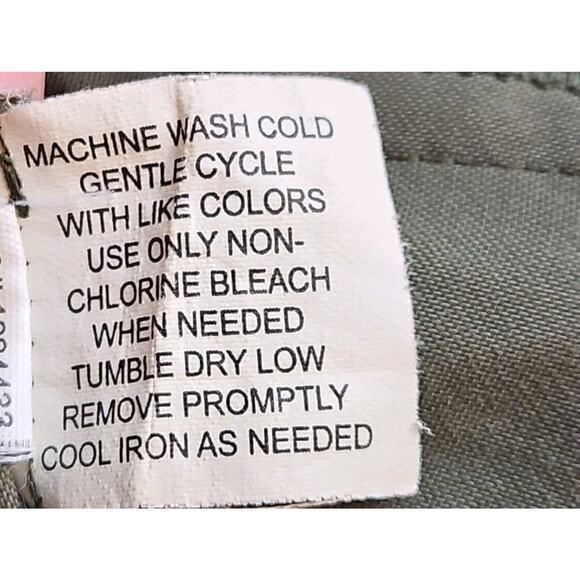 MACHINE WASH COLD
GENTLE CYCLE
WITH LIKE COLORS
USE ONLY NON-
CHLORINE BLEACH
WHEN NEEDED
TUMBLE DRY LOW
REMOVE PROMPTLY
COOL IRON AS NEEDED